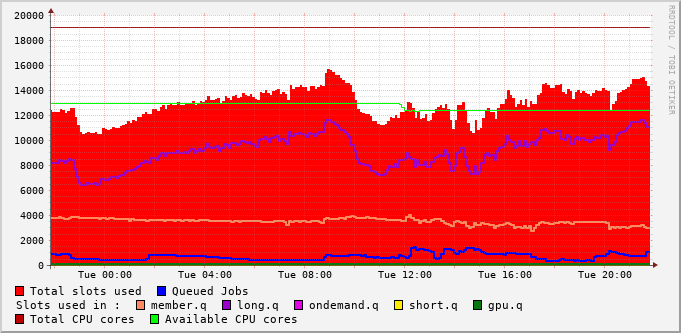 20000
18000
16000
14000
12000
10000
8000
6000
4000
2000
0
Tue 00:00 Tue 04:00 Tue 08:00 Tue 12:00 Tue 16:00 Tue 20:00
RRDTOOL / TOBI OETIKER
Total slots used Queued Jobs
Slots used in : member.q long.q ondemand.q short.q gpu.q
Total CPU cores Available CPU cores